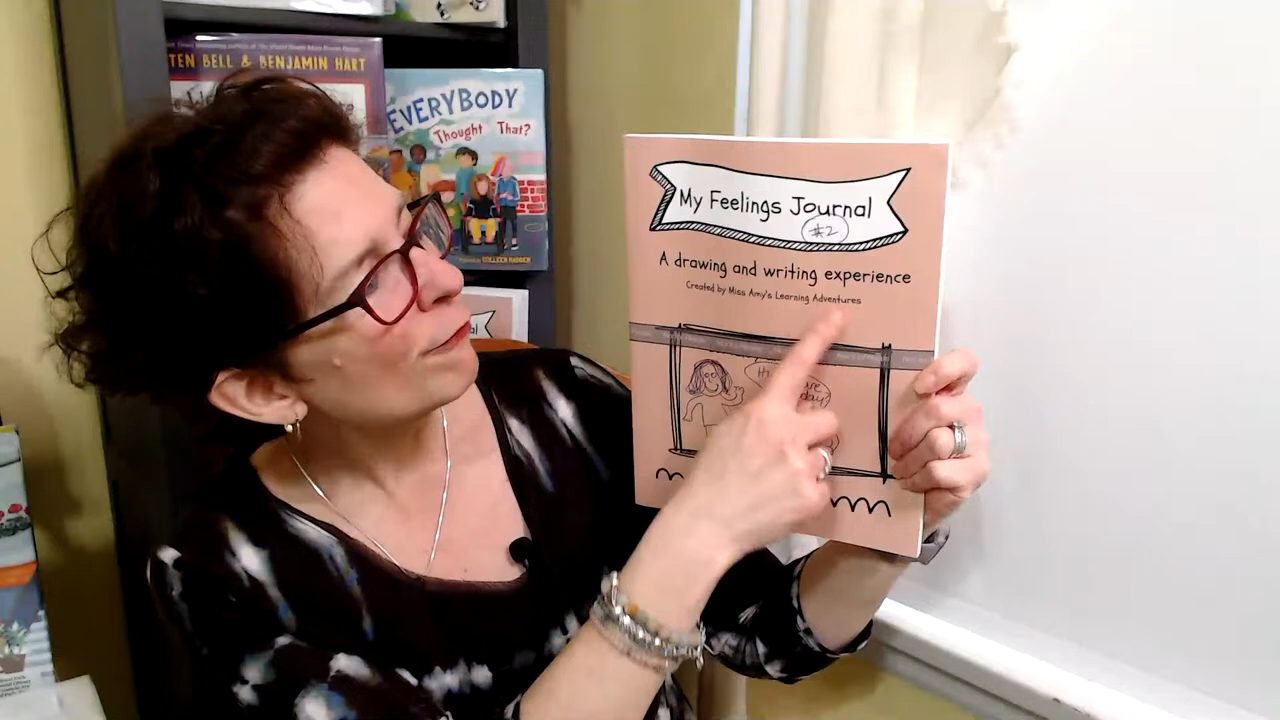 TEN BELL & BENJAMIN HART
EVERYBODY
Thought That?
COLLEEN MADDEN
My Feelings Journal
#2
A drawing and writing experience
Created by Miss Amy's Learning Adventures
Hi